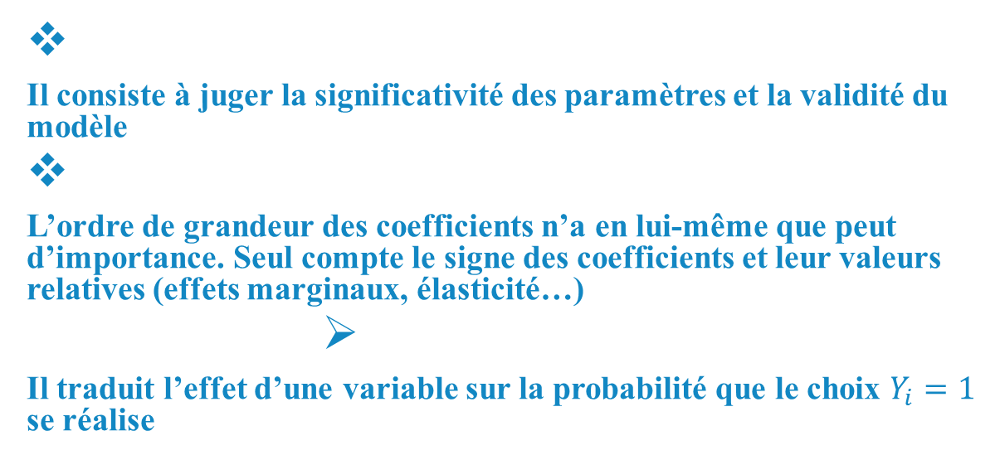 Il consiste à juger la significativité des paramètres et la validité du
modèle
L’ordre de grandeur des coefficients n’a en lui-même que peut
d’importance. Seul compte le signe des coefficients et leur valeurs
relatives (effets marginaux, élasticité…)
Il traduit l’effet d’une variable sur la probabilité que le choix Yᵢ = 1
se réalise